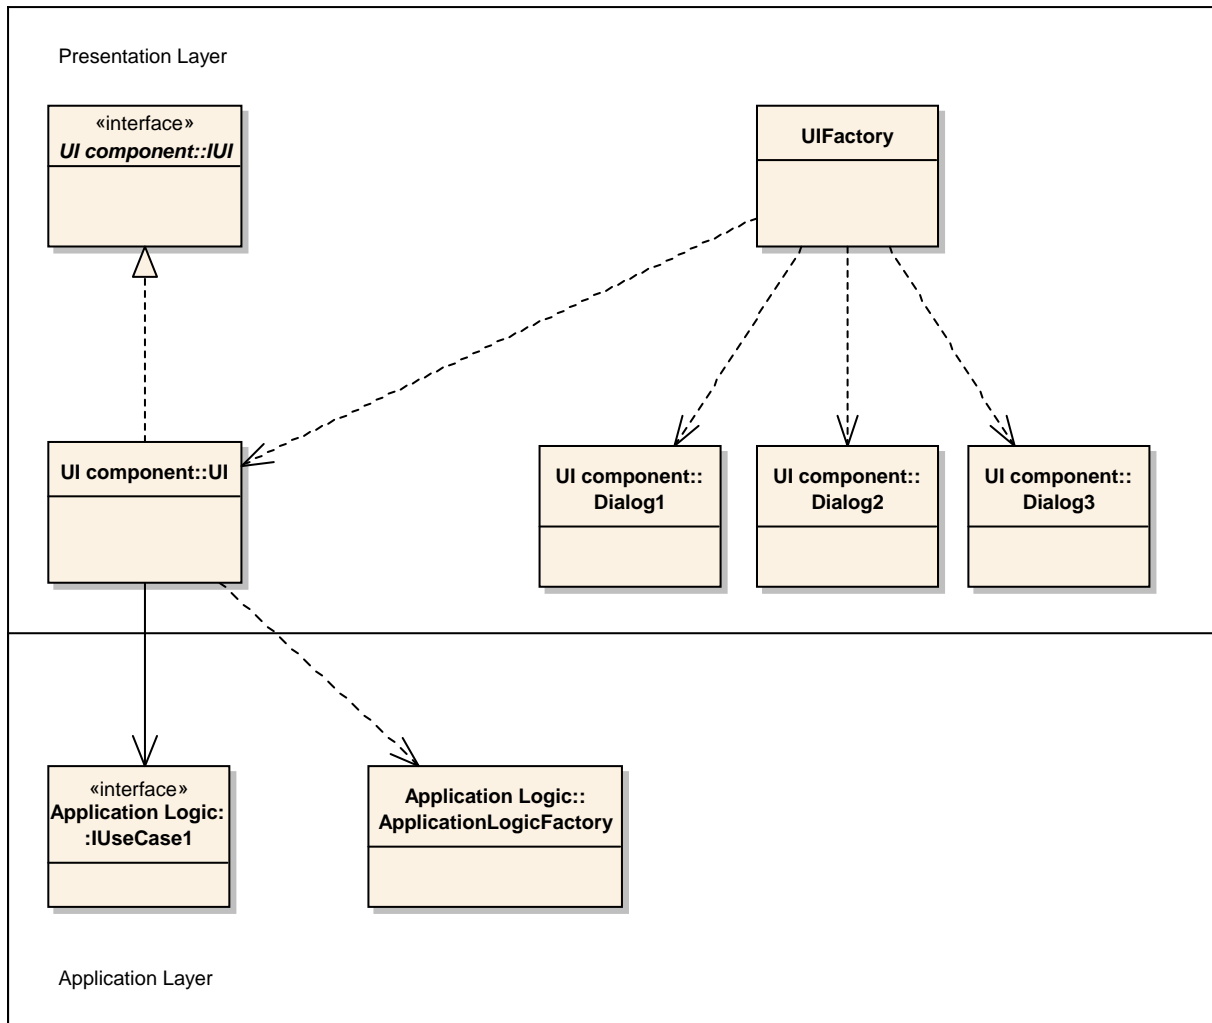 Presentation Layer
«interface»
UI component::IUI
UIFactory
UI component::UI
UI component::
Dialog1
UI component::
Dialog2
UI component::
Dialog3
«interface»
Application Logic:
:IUseCase1
Application Logic::
ApplicationLogicFactory
Application Layer